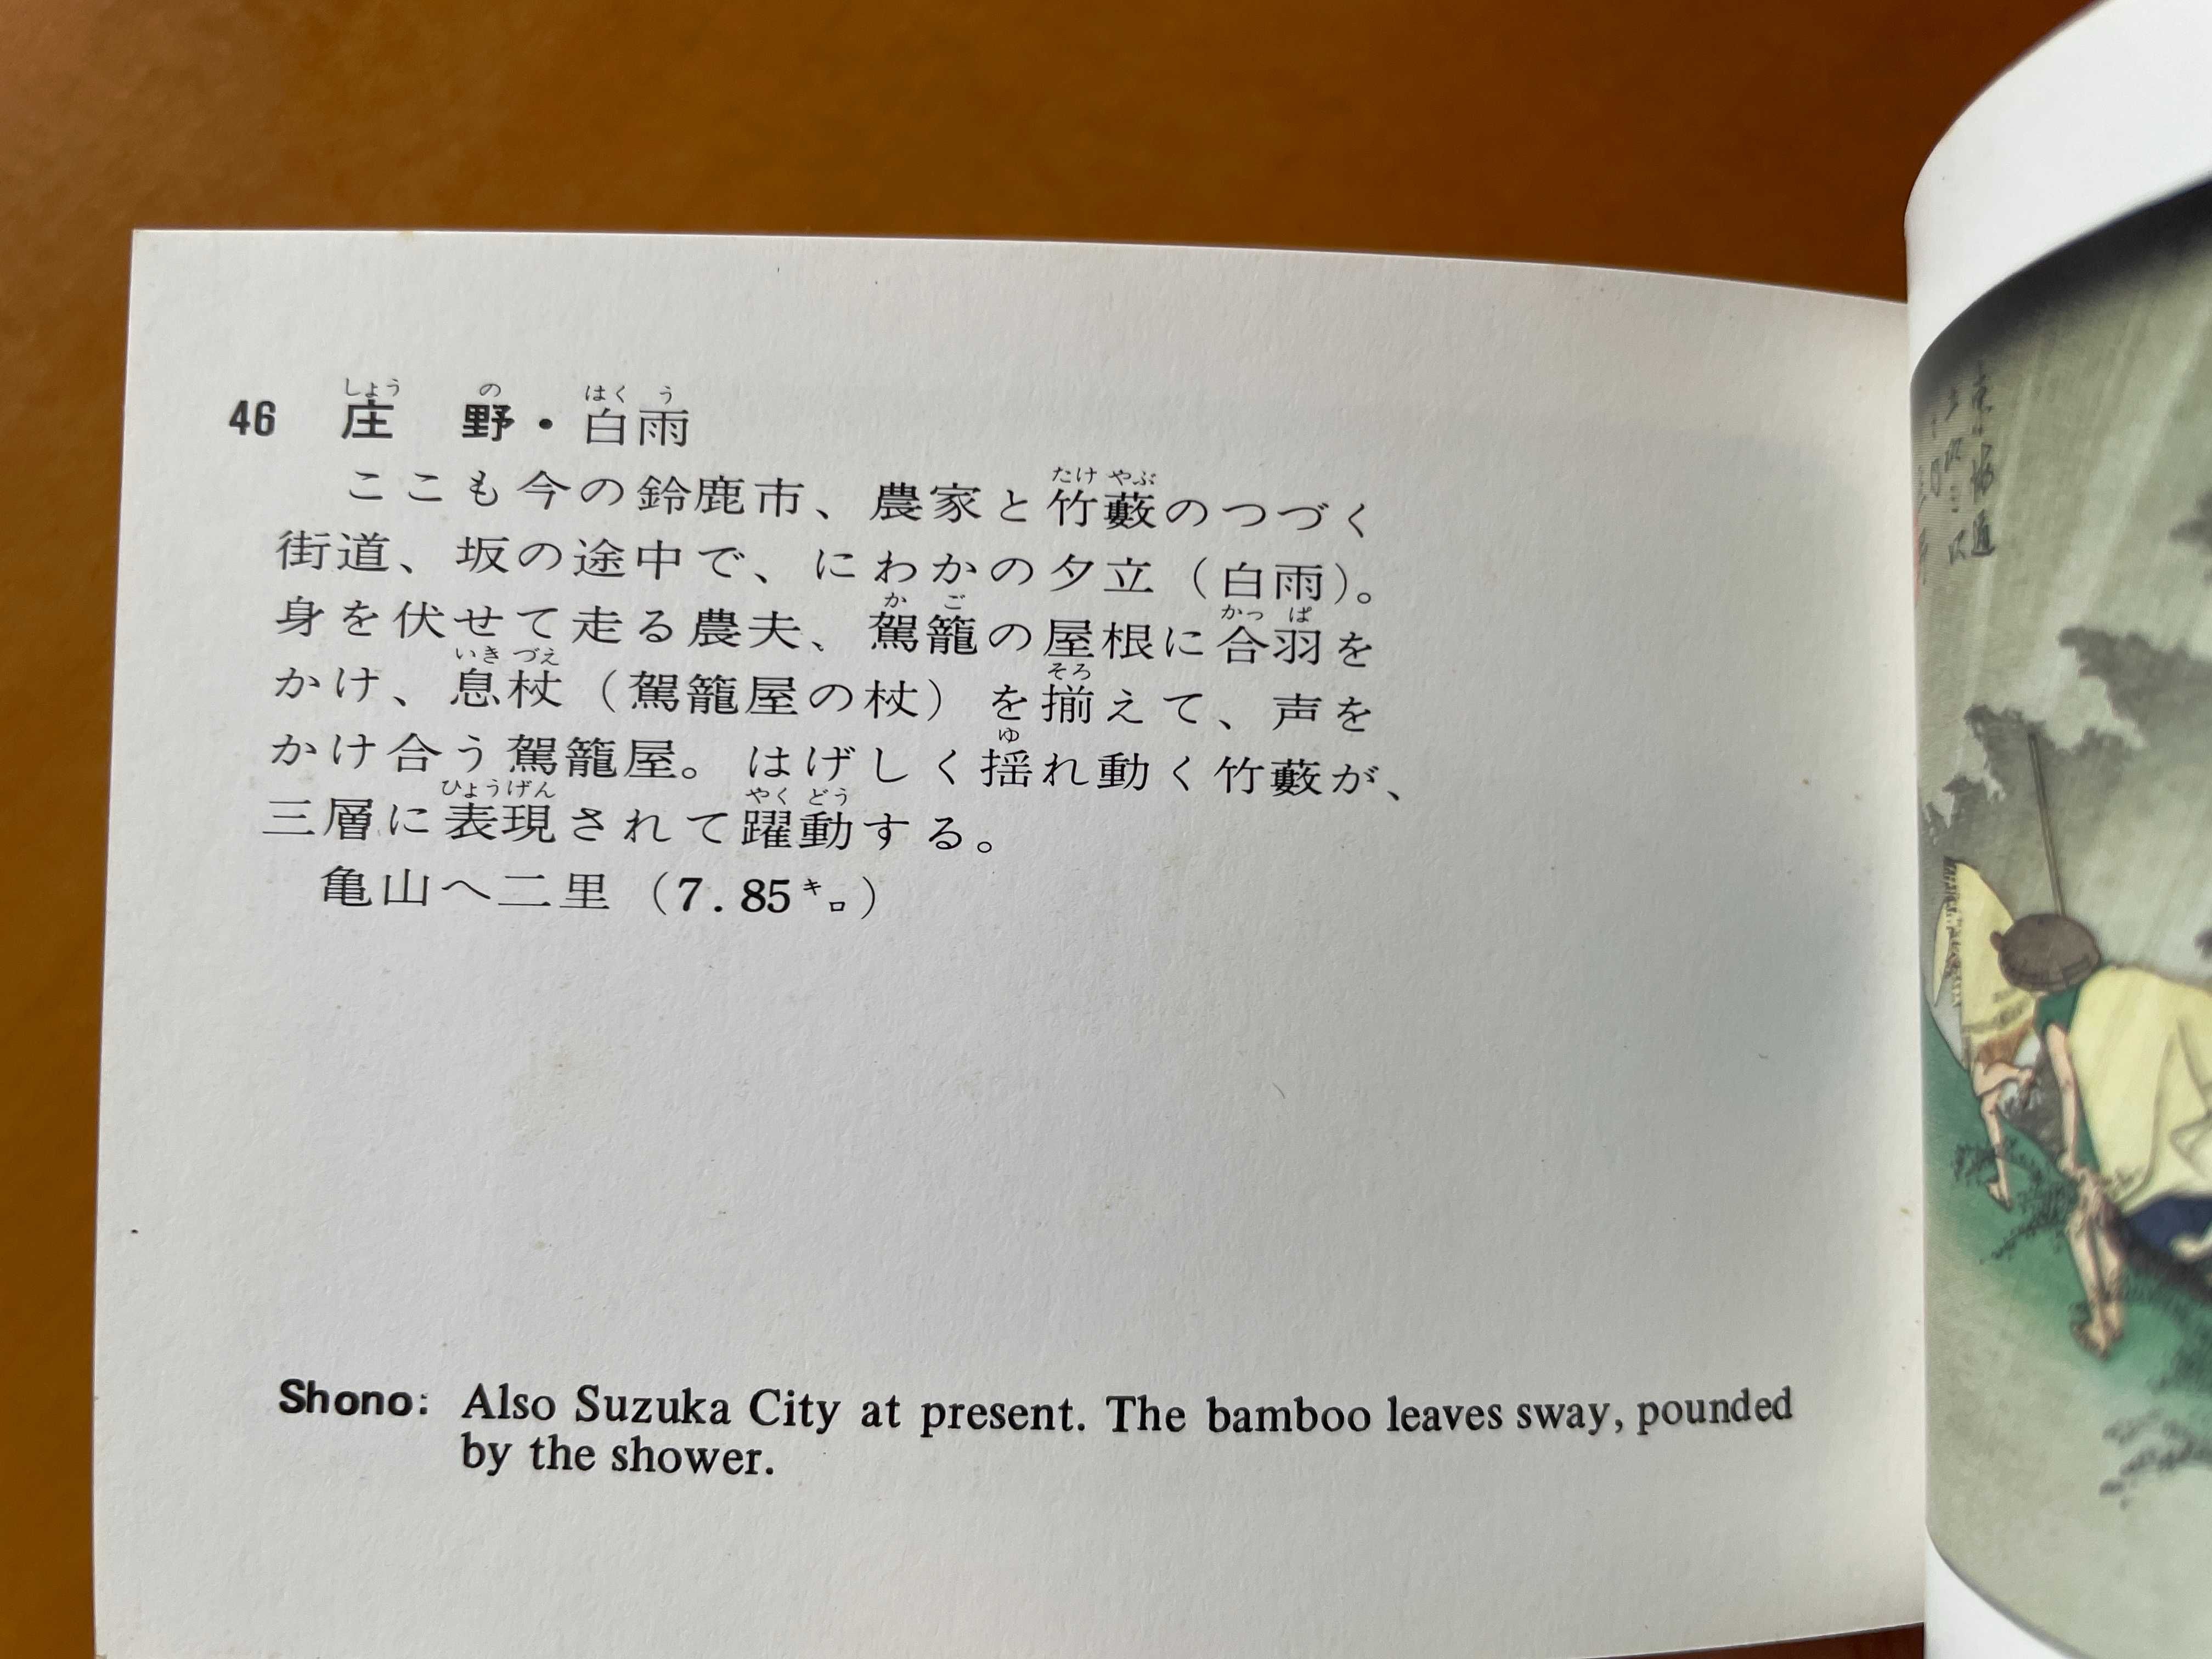 46 庄野・白雨
ここも今の鈴鹿市、農家と竹藪のつづく
街道、坂の途中で、にわかの夕立（白雨）。
身を伏せて走る農夫、駕籠の屋根に合羽を
かけ、息杖（駕籠屋の杖）を揃えて、声を
かけ合う駕籠屋。はげしく揺れ動く竹藪が、
三層に表現されて躍動する。
亀山へ二里（7.85キロ）
Shono: Also Suzuka City at present. The bamboo leaves sway, pounded
by the shower.